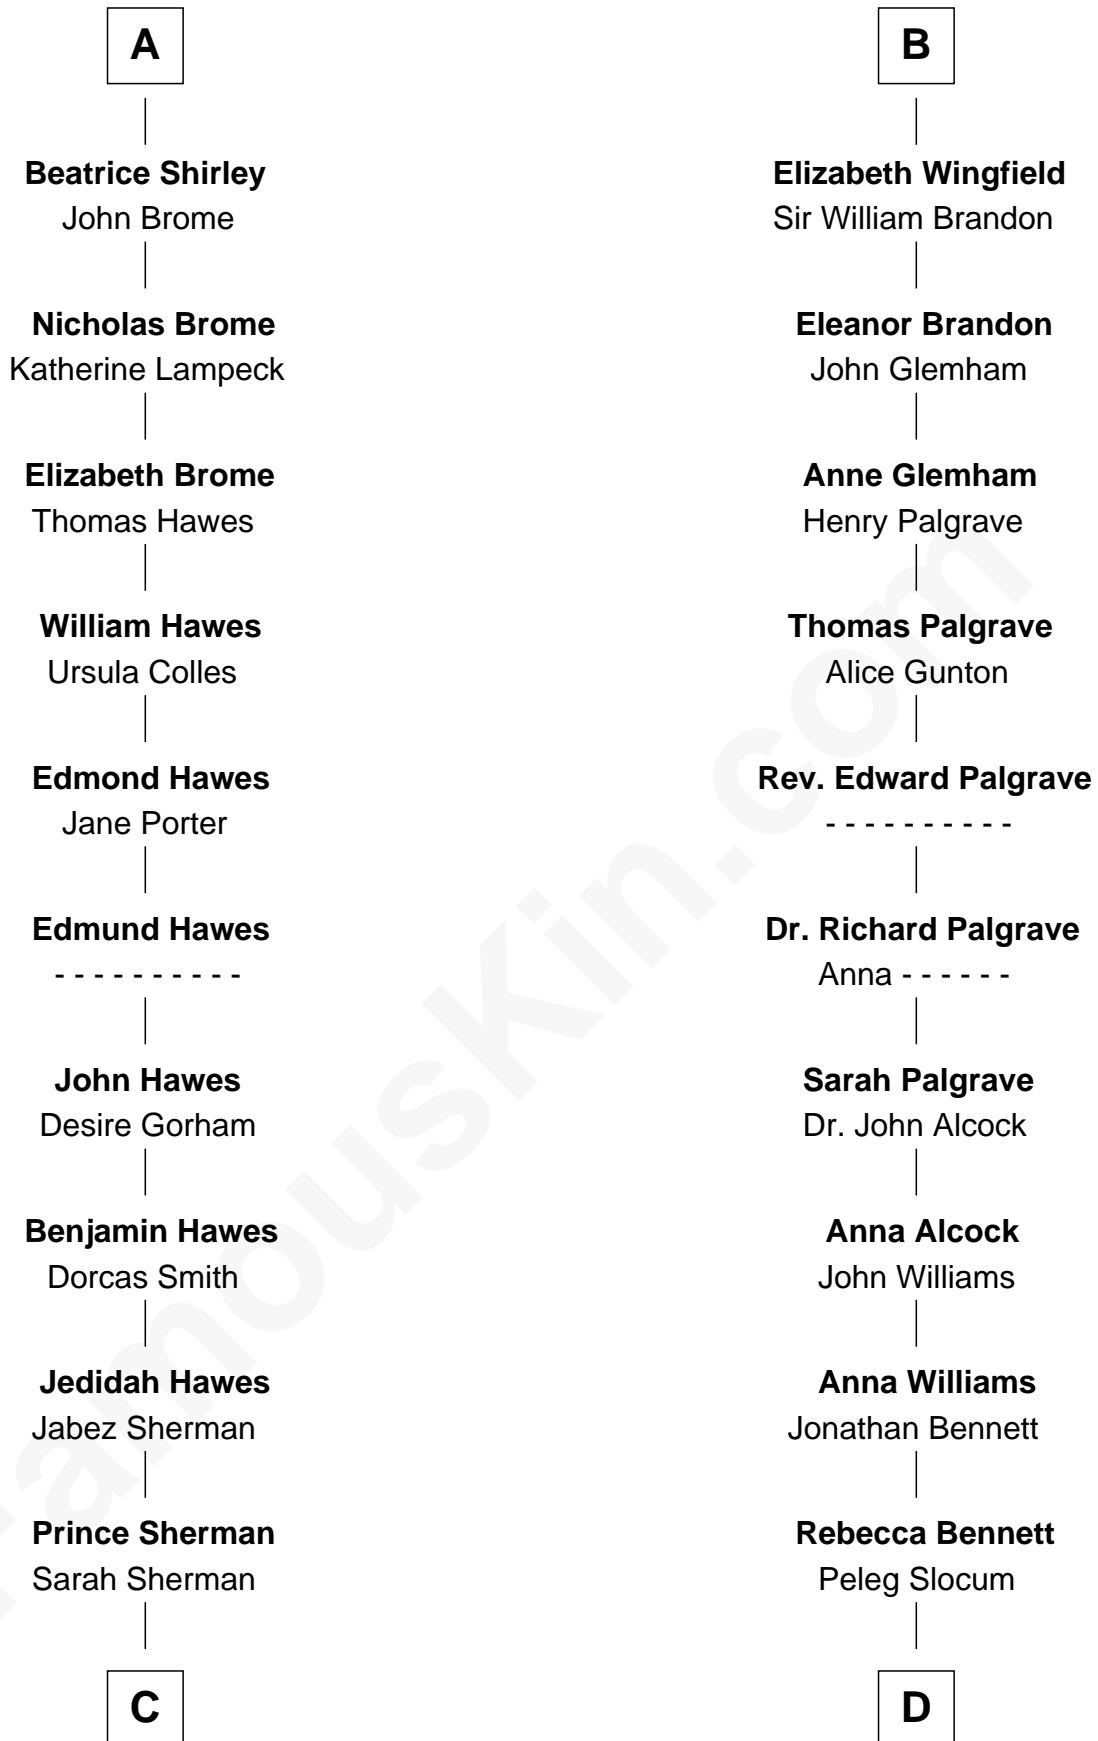 A
B
Beatrice Shirley
John Brome
Elizabeth Wingfield
Sir William Brandon
Nicholas Brome
Katherine Lampeck
Eleanor Brandon
John Glemham
Elizabeth Brome
Thomas Hawes
Anne Glemham
Henry Palgrave
William Hawes
Ursula Colles
Thomas Palgrave
Alice Gunton
Edmond Hawes
Jane Porter
Rev. Edward Palgrave
- - - - - - - - - -
Edmund Hawes
- - - - - - - - - -
Dr. Richard Palgrave
Anna - - - - - -
John Hawes
Desire Gorham
Sarah Palgrave
Dr. John Alcock
Benjamin Hawes
Dorcas Smith
Anna Alcock
John Williams
Jedidah Hawes
Jabez Sherman
Anna Williams
Jonathan Bennett
Prince Sherman
Sarah Sherman
Rebecca Bennett
Peleg Slocum
C
D
FamousKin.com